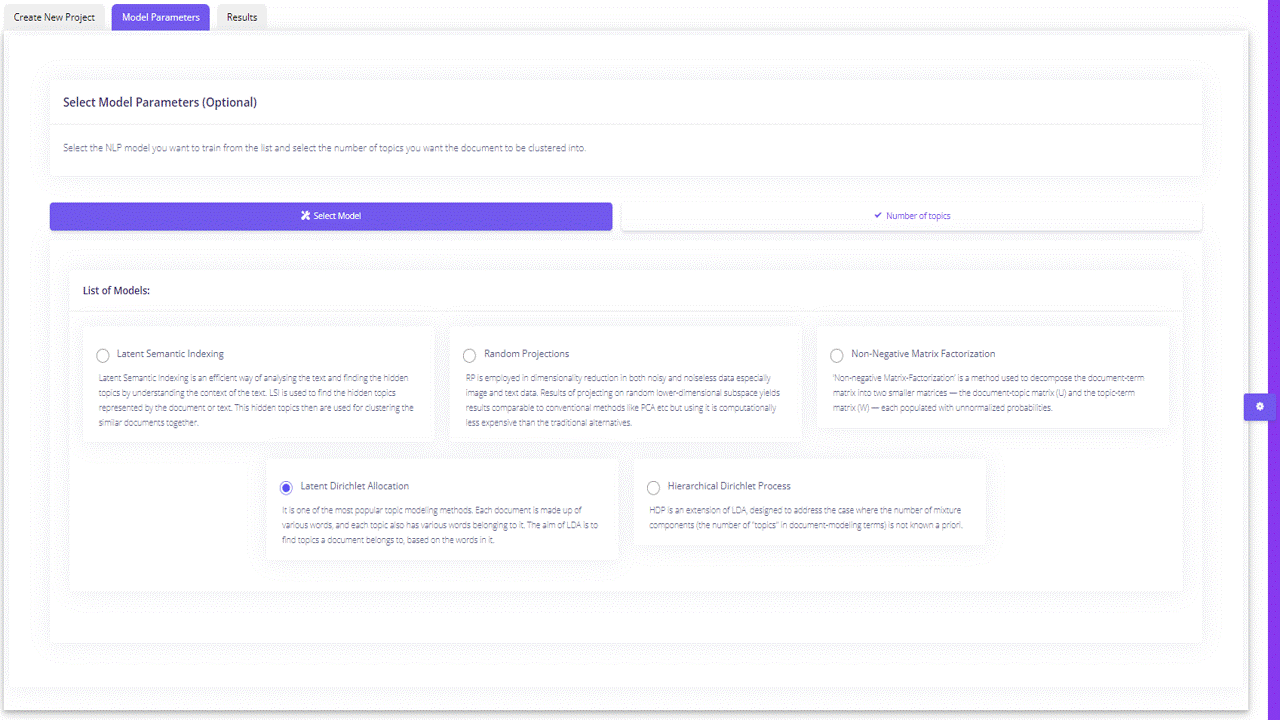 Create New Project
Model Parameters
Results
Select Model Parameters (Optional)
Select the NLP model you want to train from the list and select the number of topics you want the document to be clustered into.
Select Model
Number of topics
List of Models:
Latent Semantic Indexing
Latent Semantic Indexing is an efficient way of analysing the text and finding the hidden
topics by understanding the context of the text. LSI is used to find the hidden topics
represented by the document or text. This hidden topics then are used for clustering the
similar documents together.
Random Projections
RP is employed in dimensionality reduction in both noisy and noiseless data especially
image and text data. Results of projecting on random lower-dimensional subspace yields
results comparable to conventional methods like PCA etc but using it is computationally
less expensive than the traditional alternatives.
Non-Negative Matrix Factorization
'Non-negative Matrix-Factorization' is a method used to decompose the document-term
matrix into two smaller matrices — the document-topic matrix (U) and the topic-term
matrix (W) — each populated with unnormalized probabilities.
Latent Dirichlet Allocation
It is one of the most popular topic modeling methods. Each document is made up of
various words, and each topic also has various words belonging to it. The aim of LDA is to
find topics a document belongs to, based on the words in it.
Hierarchical Dirichlet Process
HDP is an extension of LDA, designed to address the case where the number of mixture
components (the number of "topics" in document-modeling terms) is not known a priori.